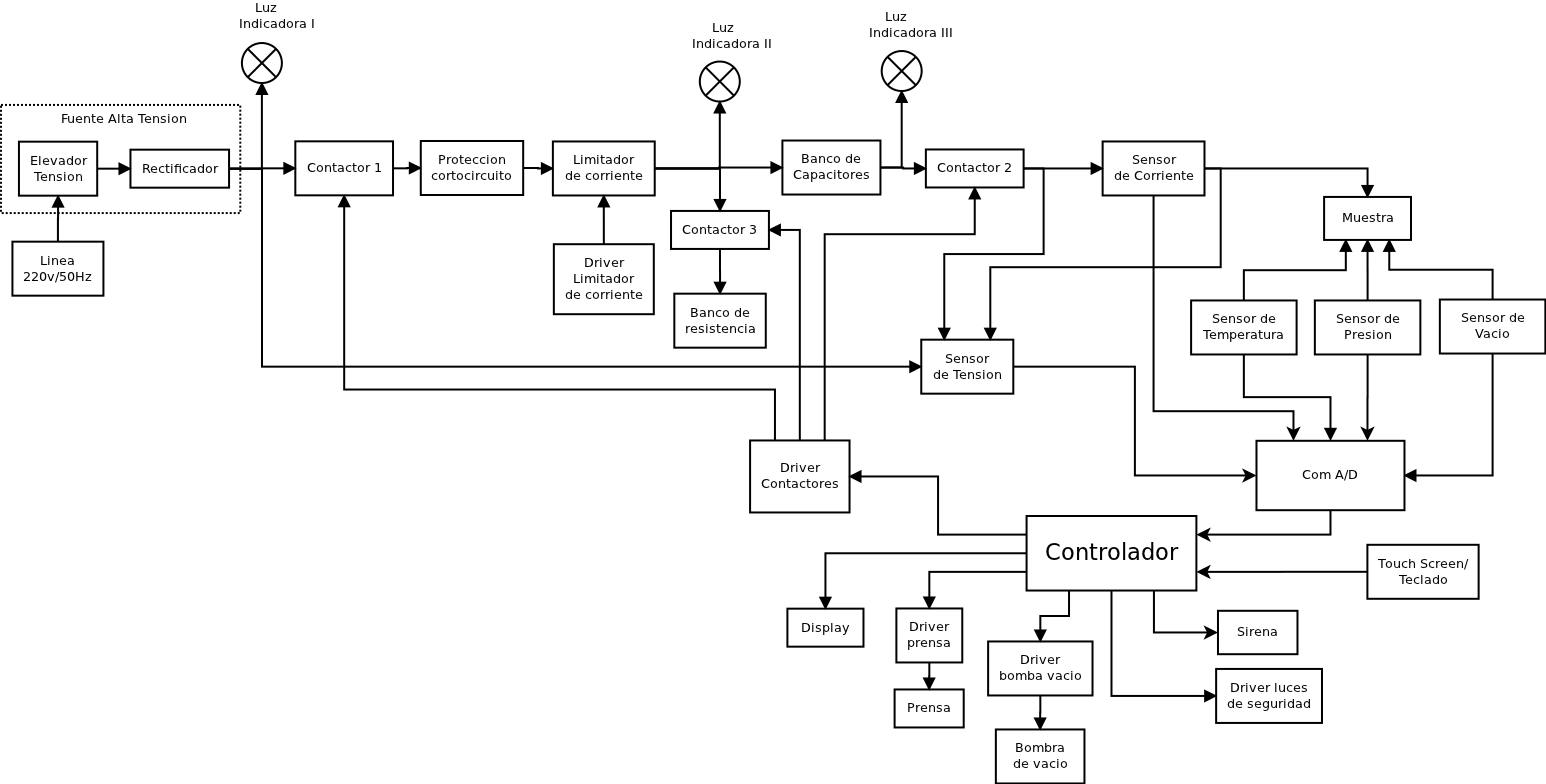 Luz
Indicadora I
Luz
Indicadora II
Luz
Indicadora III
Fuente Alta Tension
Elevador
Tension
Rectificador
Contactor 1
Proteccion
cortocircuito
Limitador
de corriente
Banco de
Capacitores
Contactor 2
Sensor
de Corriente
Muestra
Linea
220v/50Hz
Driver
Limitador
de corriente
Contactor 3
Banco de
resistencia
Sensor
de Tension
Sensor de
Temperatura
Sensor de
Presion
Sensor de
Vacio
Driver
Contactores
Com A/D
Controlador
Touch Screen/
Teclado
Display
Driver
prensa
Prensa
Driver
bomba vacio
Bombra
de vacio
Sirena
Driver luces
de seguridad